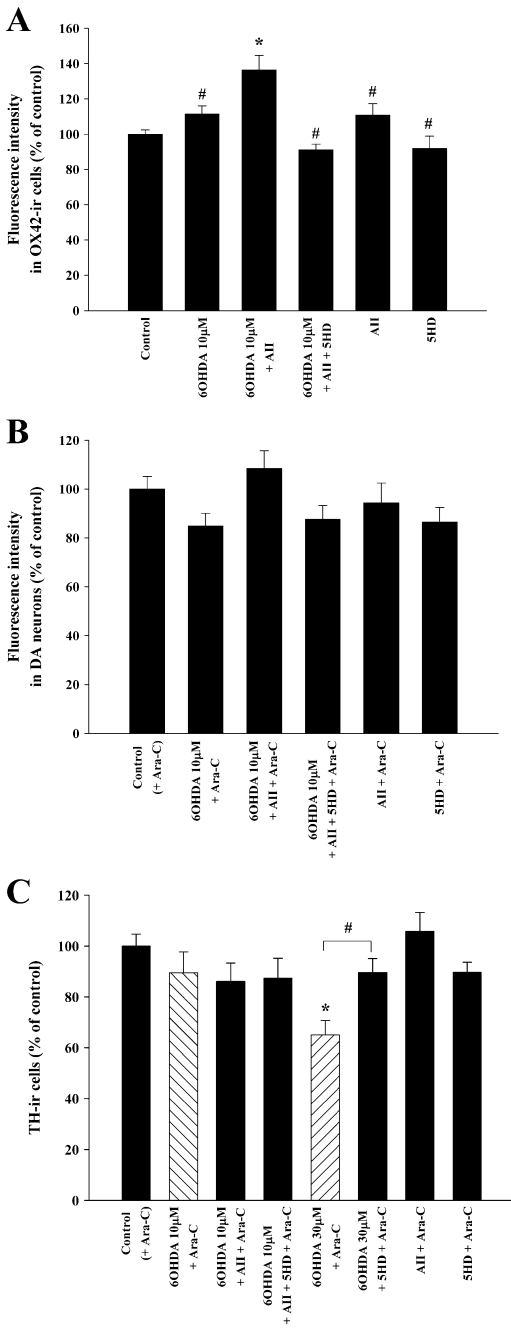 A
Fluorescence intensity
in OX42-ir cells (% of control)
160
140
120
100
80
60
40
20
0
#
*
#
#
#
Control
6OHDA 10μM
6OHDA 10μM
+ AII
6OHDA 10μM
+ AII + 5HD
AII
5HD
B
Fluorescence intensity
in DA neurons (% of control)
120
100
80
60
40
20
0
Control
(+ Ara-C)
6OHDA 10μM
+ Ara-C
6OHDA 10μM
+ AII + Ara-C
6OHDA 10μM
+ AII + 5HD + Ara-C
AII + Ara-C
5HD + Ara-C
C
TH-ir cells (% of control)
120
100
80
60
40
20
0
*
#
Control
(+ Ara-C)
6OHDA 10μM
+ Ara-C
6OHDA 10μM
+ AII + Ara-C
6OHDA 10μM
+ AII + 5HD + Ara-C
6OHDA 30μM
+ Ara-C
6OHDA 30μM
+ 5HD + Ara-C
AII + Ara-C
5HD + Ara-C